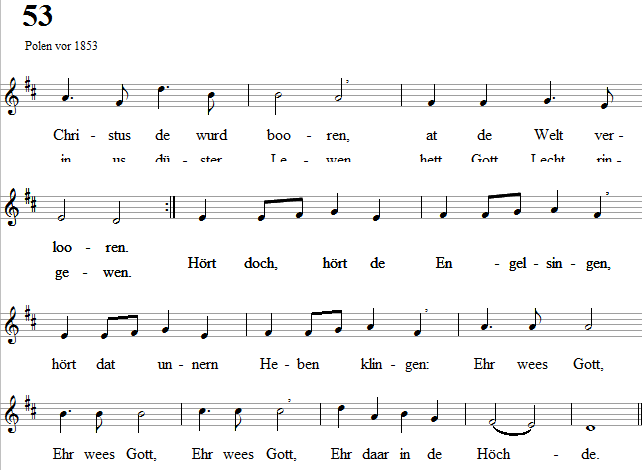 53
Polen vor 1853
Chri - stus de wurd boo - ren, at de Welt ver -
in us dü - ster Le - wen hett Gott Lecht rin -
loo - ren.
ge - wen.
Hört doch, hört de En - gel - singen,
hört dat un - nern He - ben klin - gen: Ehr wees Gott,
Ehr wees Gott, Ehr wees Gott, Ehr daar in de Höch - de.